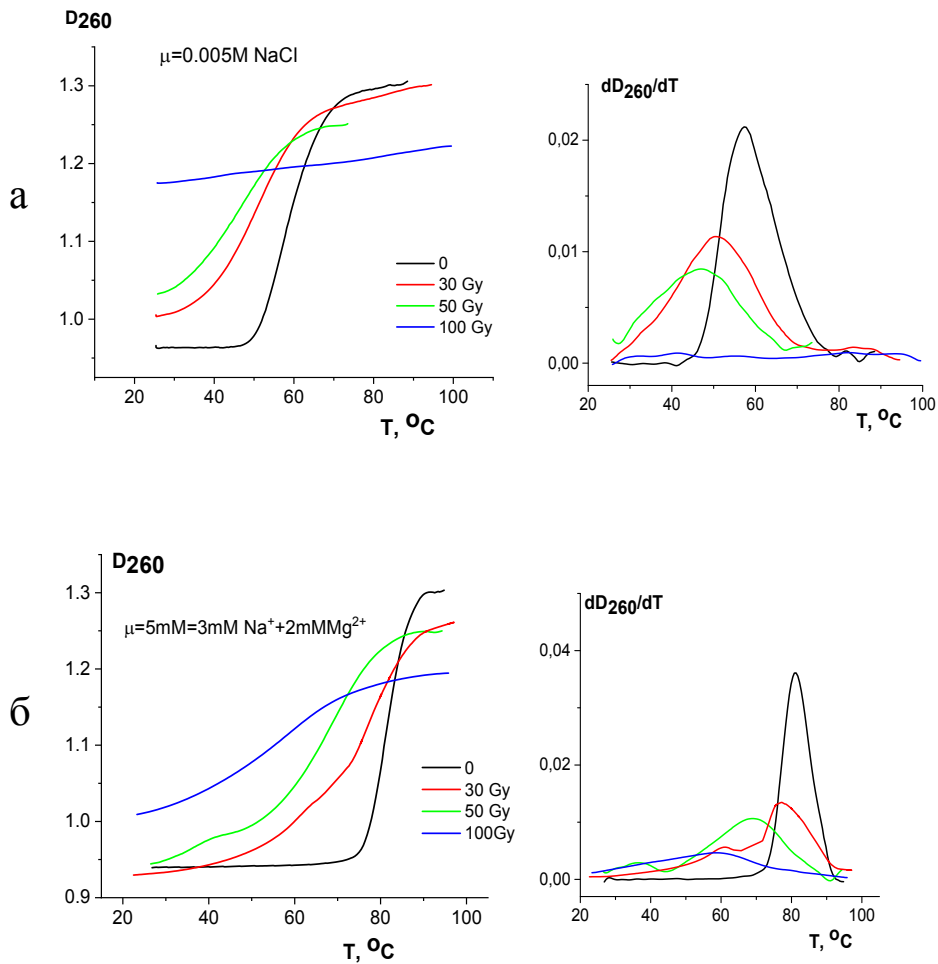 D260
μ=0.005M NaCl
1.3
1.2
1.1
1.0
20 40 60 80 100
T, ºC
0
30 Gy
50 Gy
100 Gy
а
dD260/dT
0,02
0,01
0,00
20 40 60 80 100
T, ºC
D260
μ=5mM=3mM Na⁺+2mMMg²⁺
1.3
1.2
1.1
1.0
0.9
20 40 60 80 100
T, ºC
0
30 Gy
50 Gy
100Gy
б
dD260/dT
0,04
0,02
0,00
20 40 60 80 100
T, ºC